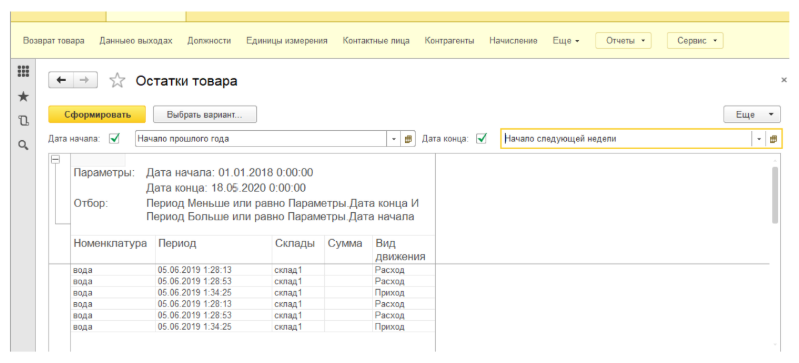 Возврат товара Данныео выходах Должности Единицы измерения Контактные лица Контрагенты Начисление Еще Отчеты Сервис
Остатки товара
Сформировать Выбрать вариант... Еще
Дата начала: Начало прошлого года Дата конца: Начало следующей недели
Параметры: Дата начала: 01.01.2018 0:00:00
Дата конца: 18.05.2020 0:00:00
Отбор: Период Меньше или равно Параметры.Дата конца И
Период Больше или равно Параметры.Дата начала
Номенклатура Период Склады Сумма Вид
движения
вода 05.06.2019 1:28:13 склад1 Расход
вода 05.06.2019 1:28:53 склад1 Расход
вода 05.06.2019 1:34:25 склад1 Приход
вода 05.06.2019 1:28:13 склад1 Расход
вода 05.06.2019 1:28:53 склад1 Расход
вода 05.06.2019 1:34:25 склад1 Приход